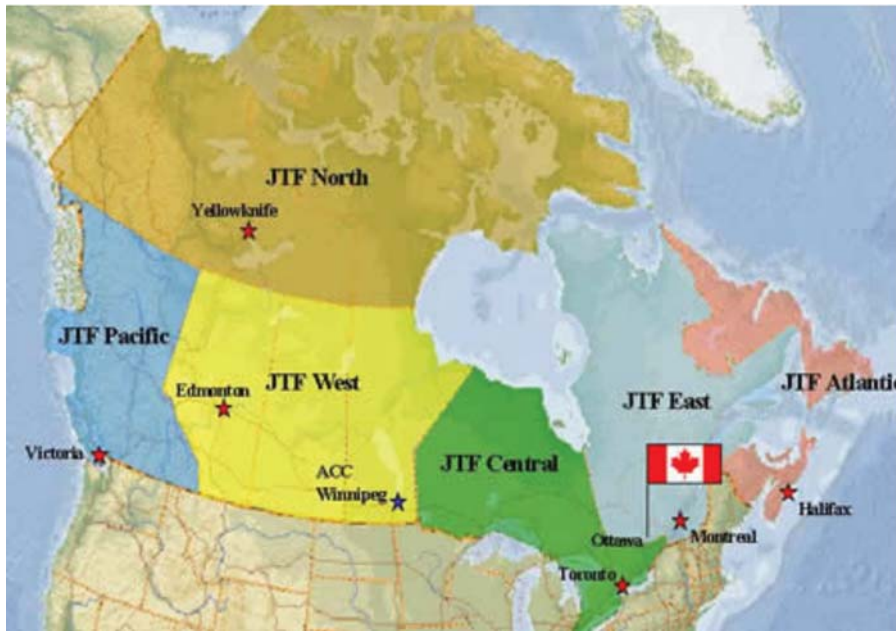 JTF North
Yellowknife
JTF Pacific
JTF West
Edmonton
JTF Atlantic
JTF East
Victoria
ACC
Winnipeg
JTF Central
Halifax
Ottawa
Montreal
Toronto